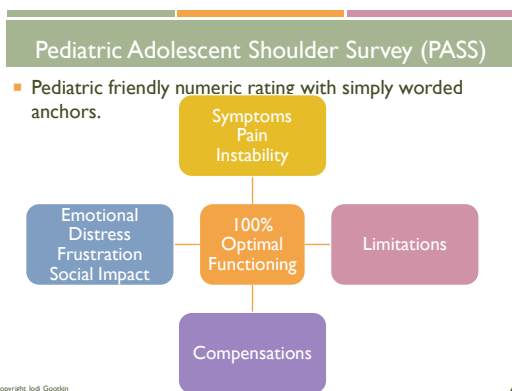 Pediatric Adolescent Shoulder Survey (PASS)
Pediatric friendly numeric rating with simply worded
anchors.
Symptoms
Pain
Instability
Emotional
Distress
Frustration
Social Impact
100%
Optimal
Functioning
Limitations
Compensations
opyright Jodi Gootkin